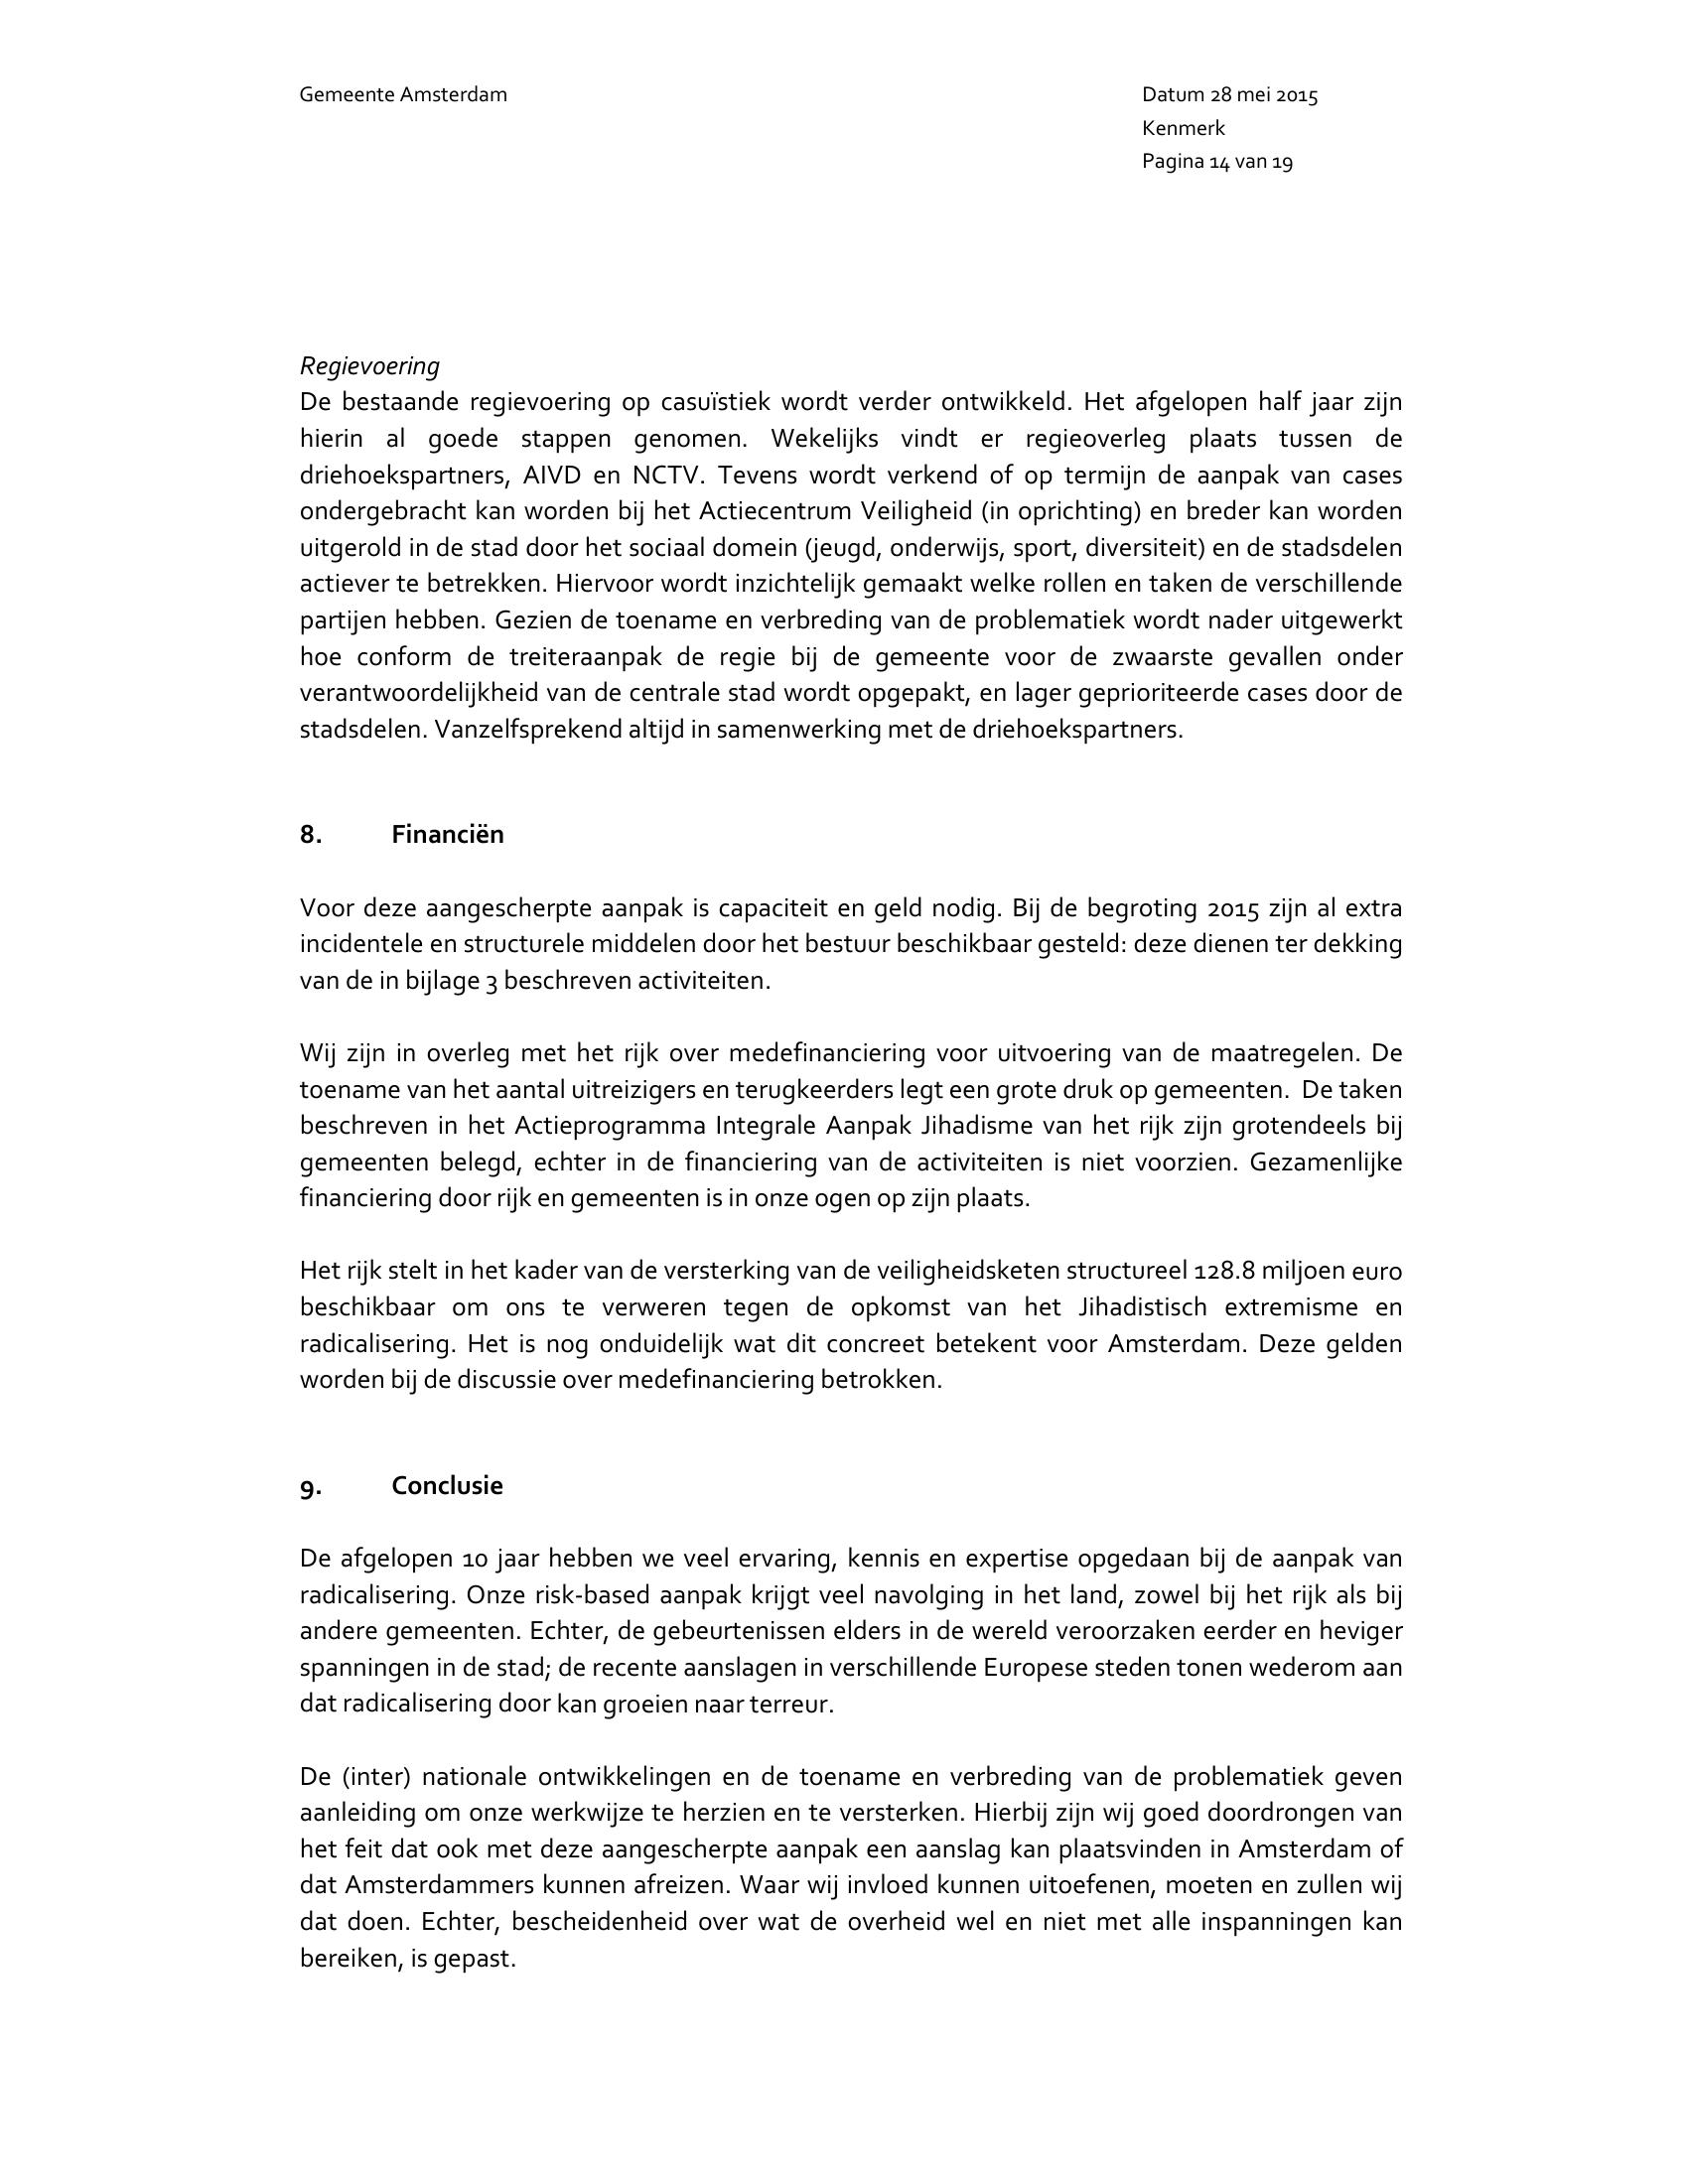 Gemeente Amsterdam
Datum 28 mei 2015
Kenmerk
Pagina 14 van 19
Regievoering
De bestaande regievoering op casuïstiek wordt verder ontwikkeld. Het afgelopen half jaar zijn
hierin al goede stappen genomen. Wekelijks vindt er regieoverleg plaats tussen de
driehoekspartners, AIVD en NCTV. Tevens wordt verkend of op termijn de aanpak van cases
ondergebracht kan worden bij het Actiecentrum Veiligheid (in oprichting) en breder kan worden
uitgerold in de stad door het sociaal domein (jeugd, onderwijs, sport, diversiteit) en de stadsdelen
actiever te betrekken. Hiervoor wordt inzichtelijk gemaakt welke rollen en taken de verschillende
partijen hebben. Gezien de toename en verbreding van de problematiek wordt nader uitgewerkt
hoe conform de treiteraanpak de regie bij de gemeente voor de zwaarste gevallen onder
verantwoordelijkheid van de centrale stad wordt opgepakt, en lager geprioriteerde cases door de
stadsdelen. Vanzelfsprekend altijd in samenwerking met de driehoekspartners.
8. Financiën
Voor deze aangescherpte aanpak is capaciteit en geld nodig. Bij de begroting 2015 zijn al extra
incidentele en structurele middelen door het bestuur beschikbaar gesteld: deze dienen ter dekking
van de in bijlage 3 beschreven activiteiten.
Wij zijn in overleg met het rijk over medefinanciering voor uitvoering van de maatregelen. De
toename van het aantal uitreizigers en terugkeerders legt een grote druk op gemeenten. De taken
beschreven in het Actieprogramma Integrale Aanpak Jihadisme van het rijk zijn grotendeels bij
gemeenten belegd, echter in de financiering van de activiteiten is niet voorzien. Gezamenlijke
financiering door rijk en gemeenten is in onze ogen op zijn plaats.
Het rijk stelt in het kader van de versterking van de veiligheidsketen structureel 128.8 miljoen euro
beschikbaar om ons te verweren tegen de opkomst van het Jihadistisch extremisme en
radicalisering. Het is nog onduidelijk wat dit concreet betekent voor Amsterdam. Deze gelden
worden bij de discussie over medefinanciering betrokken.
9. Conclusie
De afgelopen 10 jaar hebben we veel ervaring, kennis en expertise opgedaan bij de aanpak van
radicalisering. Onze risk-based aanpak krijgt veel navolging in het land, zowel bij het rijk als bij
andere gemeenten. Echter, de gebeurtenissen elders in de wereld veroorzaken eerder en heviger
spanningen in de stad; de recente aanslagen in verschillende Europese steden tonen wederom aan
dat radicalisering door kan groeien naar terreur.
De (inter) nationale ontwikkelingen en de toename en verbreding van de problematiek geven
aanleiding om onze werkwijze te herzien en te versterken. Hierbij zijn wij goed doordrongen van
het feit dat ook met deze aangescherpte aanpak een aanslag kan plaatsvinden in Amsterdam of
dat Amsterdammers kunnen afreizen. Waar wij invloed kunnen uitoefenen, moeten en zullen wij
dat doen. Echter, bescheidenheid over wat de overheid wel en niet met alle inspanningen kan
bereiken, is gepast.